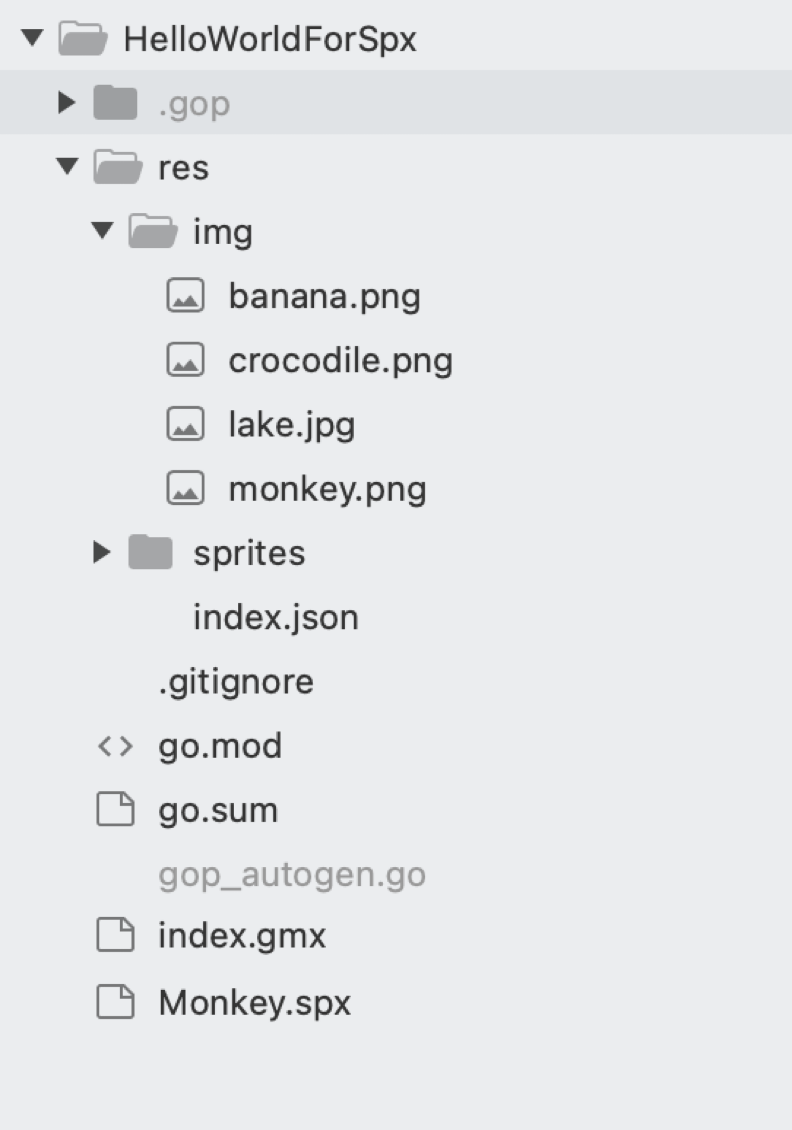 HelloWorldForSpx
.gop
res
img
banana.png
crocodile.png
lake.jpg
monkey.png
sprites
index.json
.gitignore
go.mod
go.sum
gop_autogen.go
index.gmx
Monkey.spx